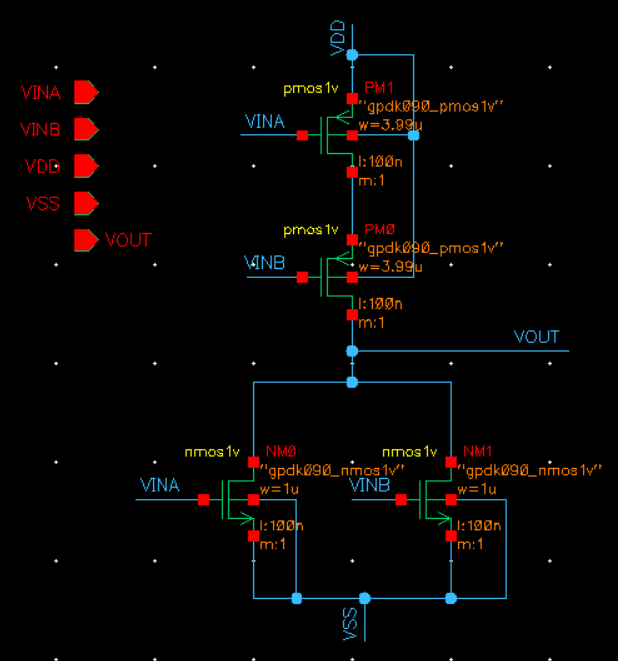 VDD
pmos1v PM1
"gpdk090_pmos1v"
w=3.99u
l:100n
m:1
VINA
VINA
VINB
VDD
VSS
VOUT
pmos1v PM0
"gpdk090_pmos1v"
w=3.99u
l:100n
m:1
VINB
VOUT
nmos1v NM0
"gpdk090_nmos1v"
w=1u
l:100n
m:1
VINA
nmos1v NM1
"gpdk090_nmos1v"
w=1u
l:100n
m:1
VINB
VSS